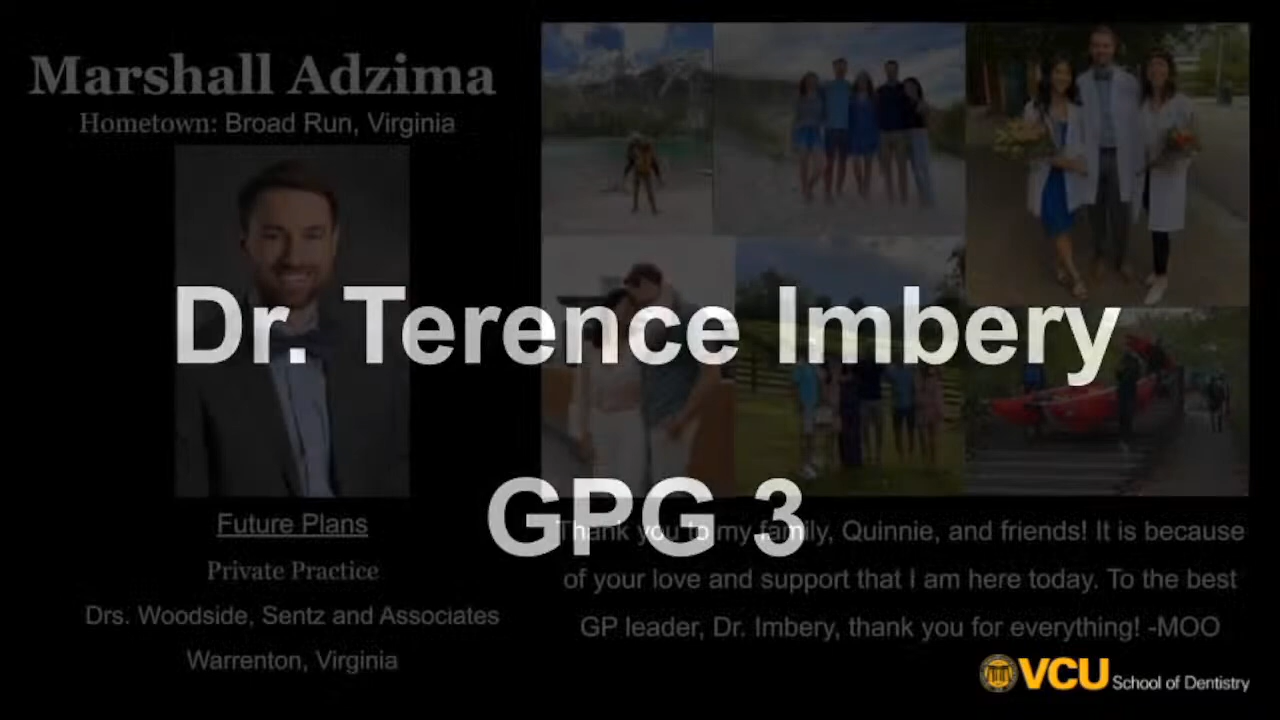 Marshall Adzima
Hometown: Broad Run, Virginia
Dr. Terence Imbery
GPG 3
Future Plans
Private Practice
Drs. Woodside, Sentz and Associates
Warrenton, Virginia
Thank you to my family, Quinnie, and friends! It is because
of your love and support that I am here today. To the best
GP leader, Dr. Imbery, thank you for everything! -MOO
VCU School of Dentistry